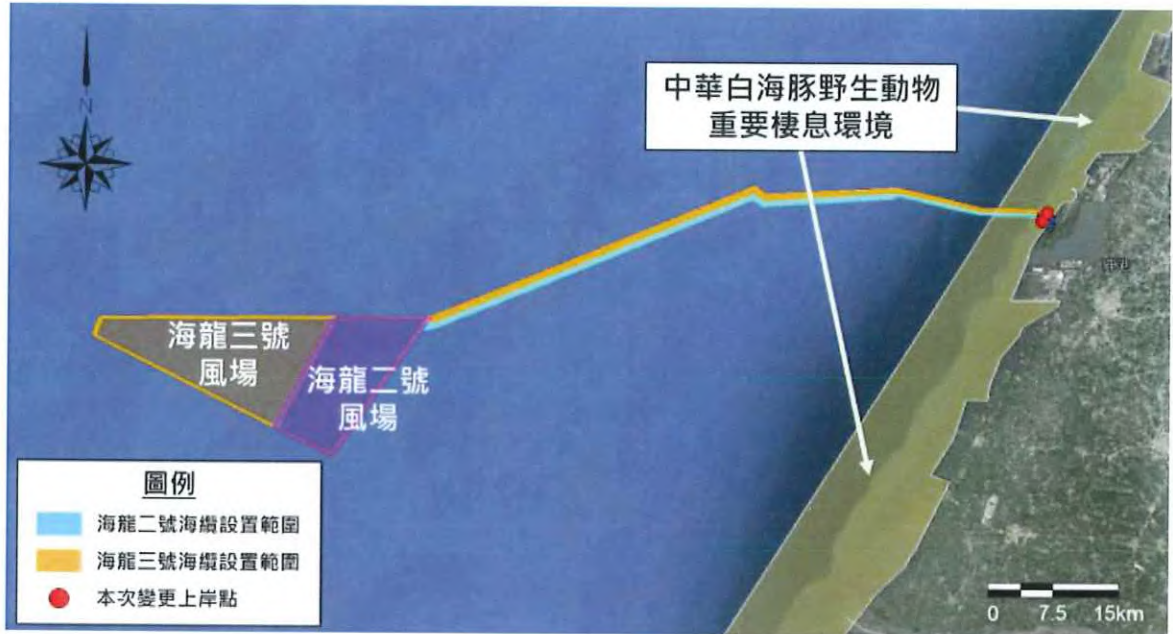 N
中華白海豚野生動物
重要棲息環境
海龍三號
風場
海龍二號
風場
圖例
海龍二號海纜設置範圍
海龍三號海纜設置範圍
本次變更上岸點
0 7.5 15km